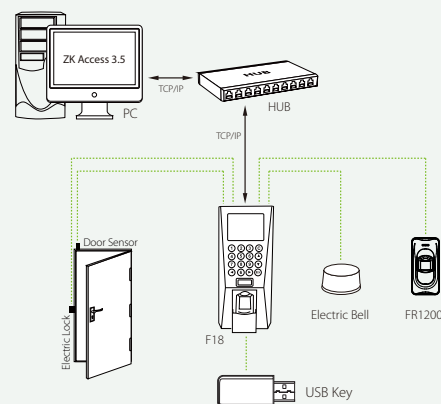 ZK Access 3.5
HUB
TCP/IP
PC
HUB
TCP/IP
Door Sensor
Electric Lock
F18
Electric Bell
FR1200
USB Key